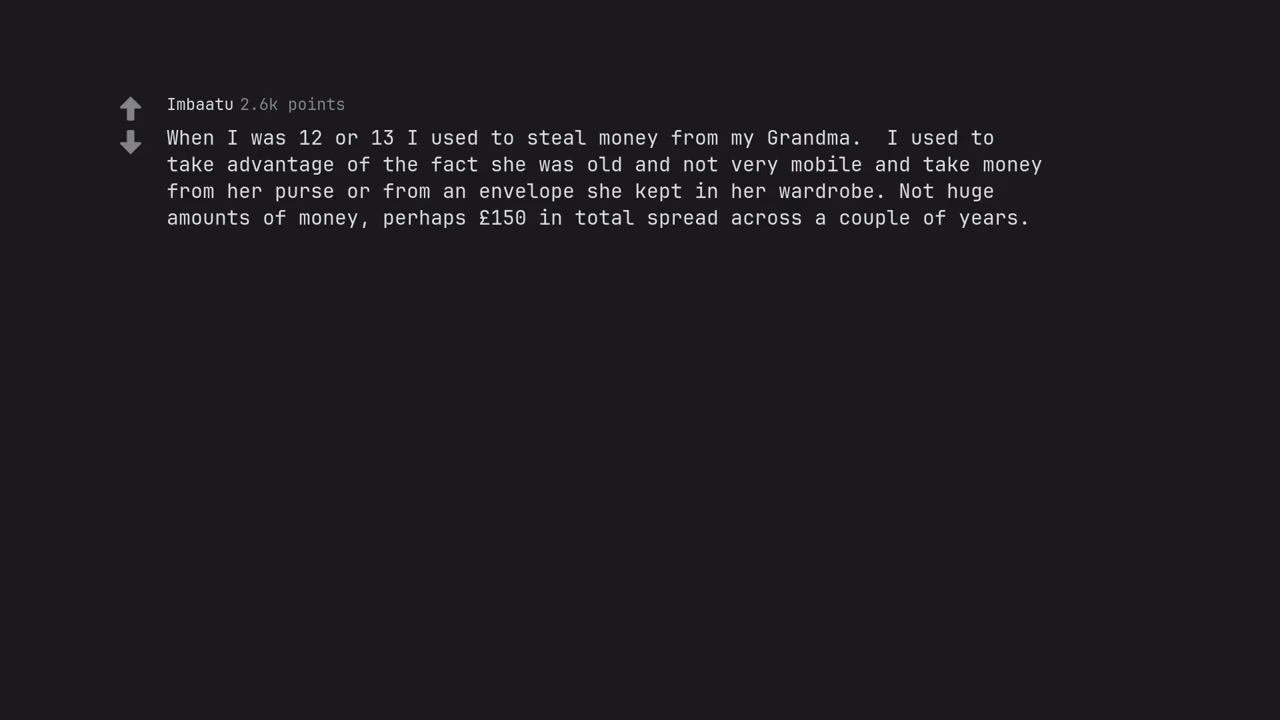 Imbaatu 2.6k points
When I was 12 or 13 I used to steal money from my Grandma.  I used to
take advantage of the fact she was old and not very mobile and take money
from her purse or from an envelope she kept in her wardrobe. Not huge
amounts of money, perhaps £150 in total spread across a couple of years.